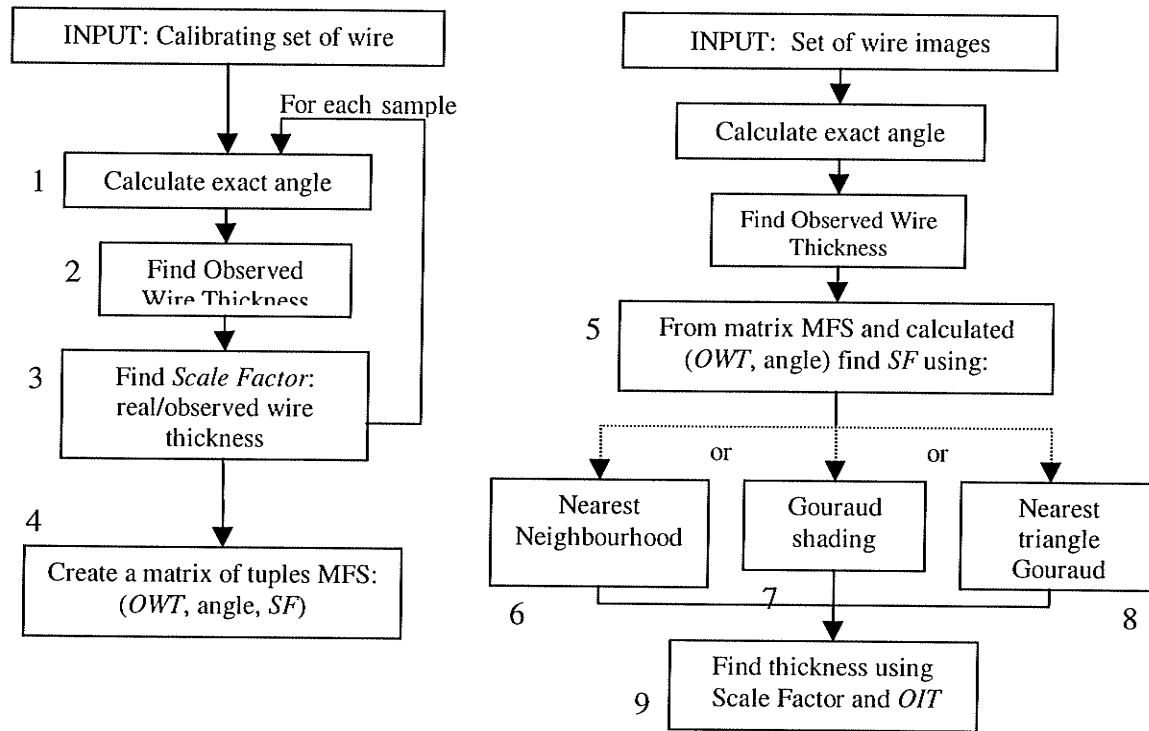 INPUT: Calibrating set of wire
For each sample
1
Calculate exact angle
2
Find Observed
Wire Thickness
3
Find Scale Factor:
real/observed wire
thickness
4
Create a matrix of tuples MFS:
(OWT, angle, SF)
INPUT: Set of wire images
Calculate exact angle
Find Observed Wire
Thickness
5
From matrix MFS and calculated
(OWT, angle) find SF using:
or
or
Nearest
Neighbourhood
6
Gouraud
shading
7
Nearest
triangle
Gouraud
8
Find thickness using
Scale Factor and OIT
9